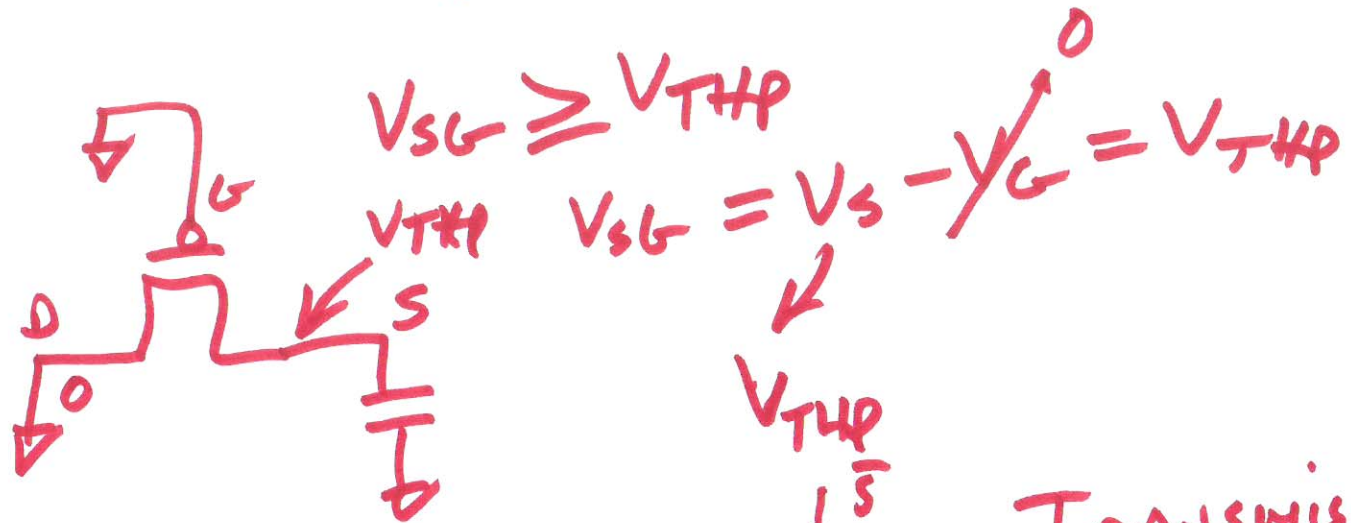 0
VSG ≥ VTHP
G
VTHP
VSG = VS - VG = VTHP
D
S
0
VTHP
S̅